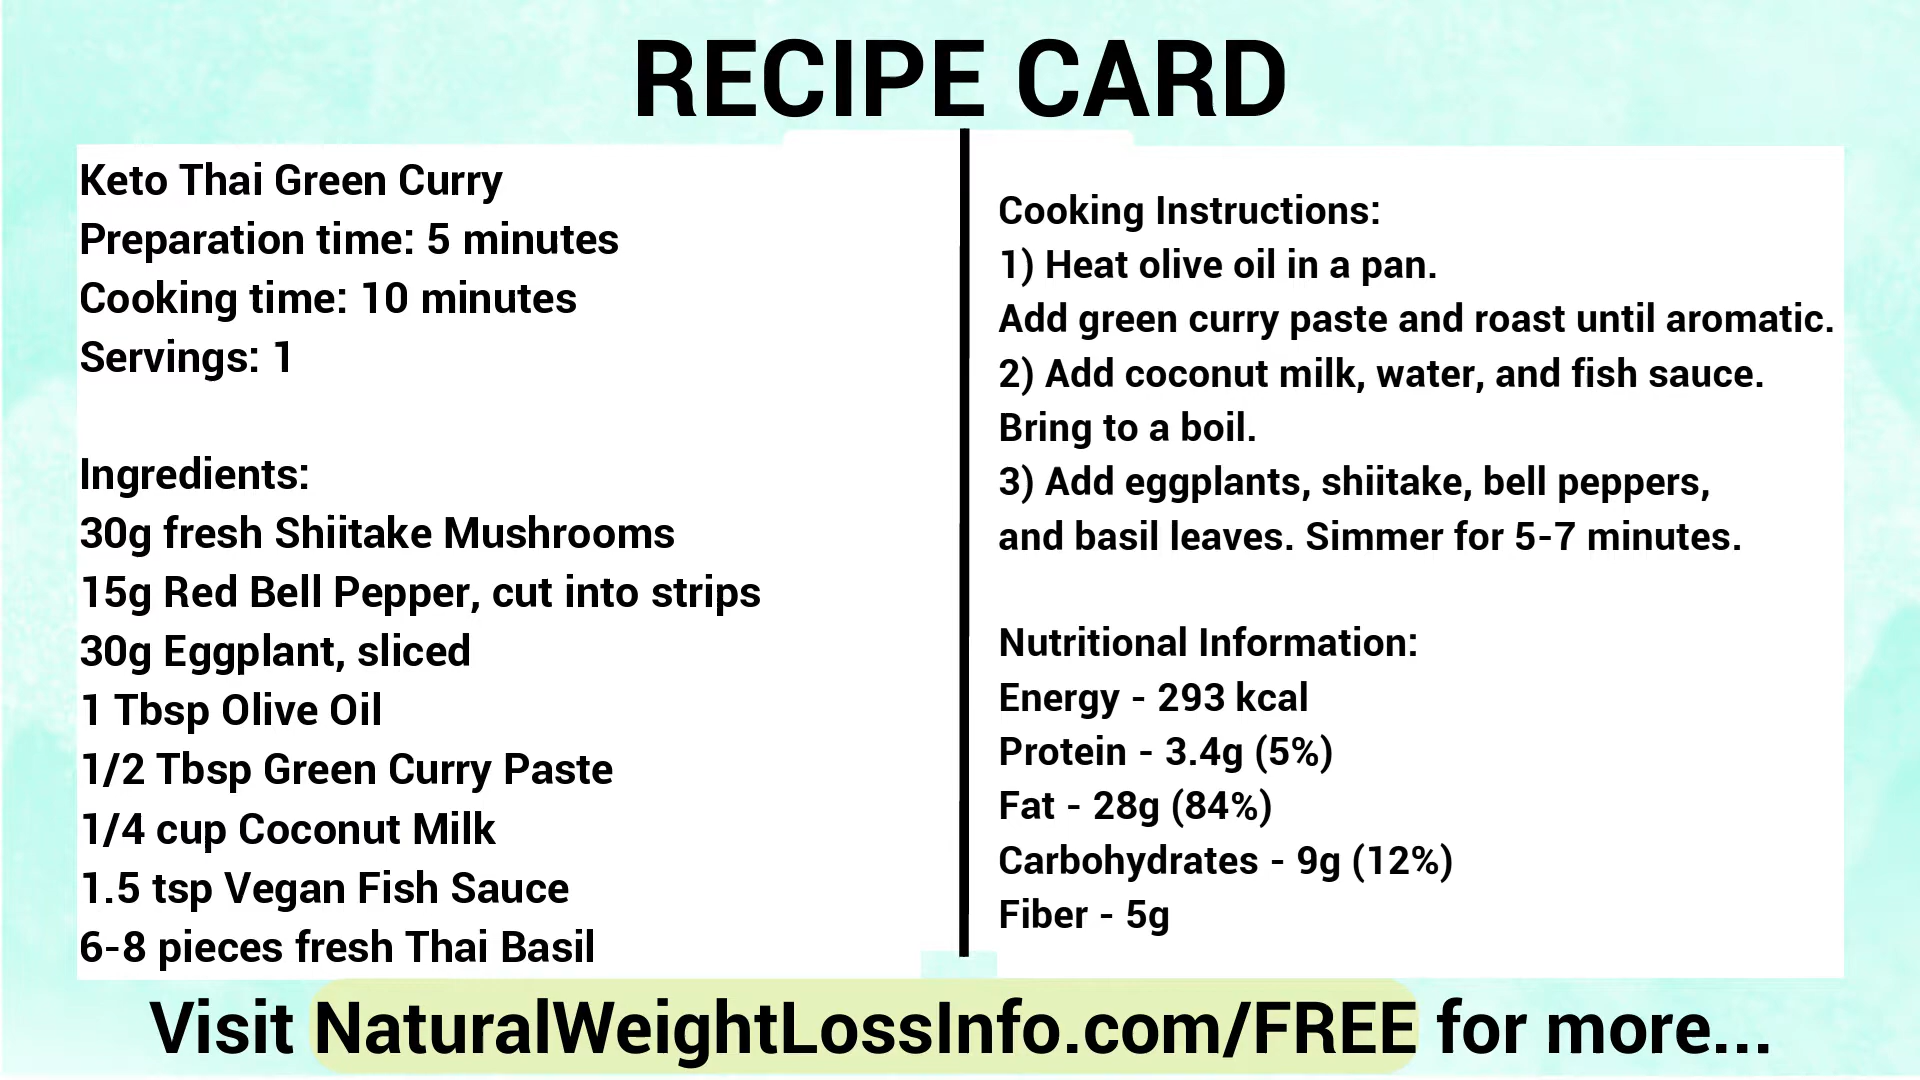 RECIPE CARD
Keto Thai Green Curry
Preparation time: 5 minutes
Cooking time: 10 minutes
Servings: 1
Ingredients:
30g fresh Shiitake Mushrooms
15g Red Bell Pepper, cut into strips
30g Eggplant, sliced
1 Tbsp Olive Oil
1/2 Tbsp Green Curry Paste
1/4 cup Coconut Milk
1.5 tsp Vegan Fish Sauce
6-8 pieces fresh Thai Basil
Cooking Instructions:
1) Heat olive oil in a pan.
Add green curry paste and roast until aromatic.
2) Add coconut milk, water, and fish sauce.
Bring to a boil.
3) Add eggplants, shiitake, bell peppers,
and basil leaves. Simmer for 5-7 minutes.
Nutritional Information:
Energy - 293 kcal
Protein - 3.4g (5%)
Fat - 28g (84%)
Carbohydrates - 9g (12%)
Fiber - 5g
Visit NaturalWeightLossInfo.com/FREE for more...